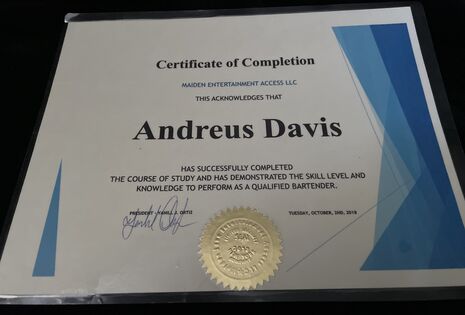 Certificate of Completion
MAIDEN ENTERTAINMENT ACCESS LLC
THIS ACKNOWLEDGES THAT
Andreus Davis
HAS SUCCESSFULLY COMPLETED
THE COURSE OF STUDY AND HAS DEMONSTRATED THE SKILL LEVEL AND
KNOWLEDGE TO PERFORM AS A QUALIFIED BARTENDER.
PRESIDENT - YAMILL J. ORTIZ
TUESDAY, OCTOBER, 2ND, 2018